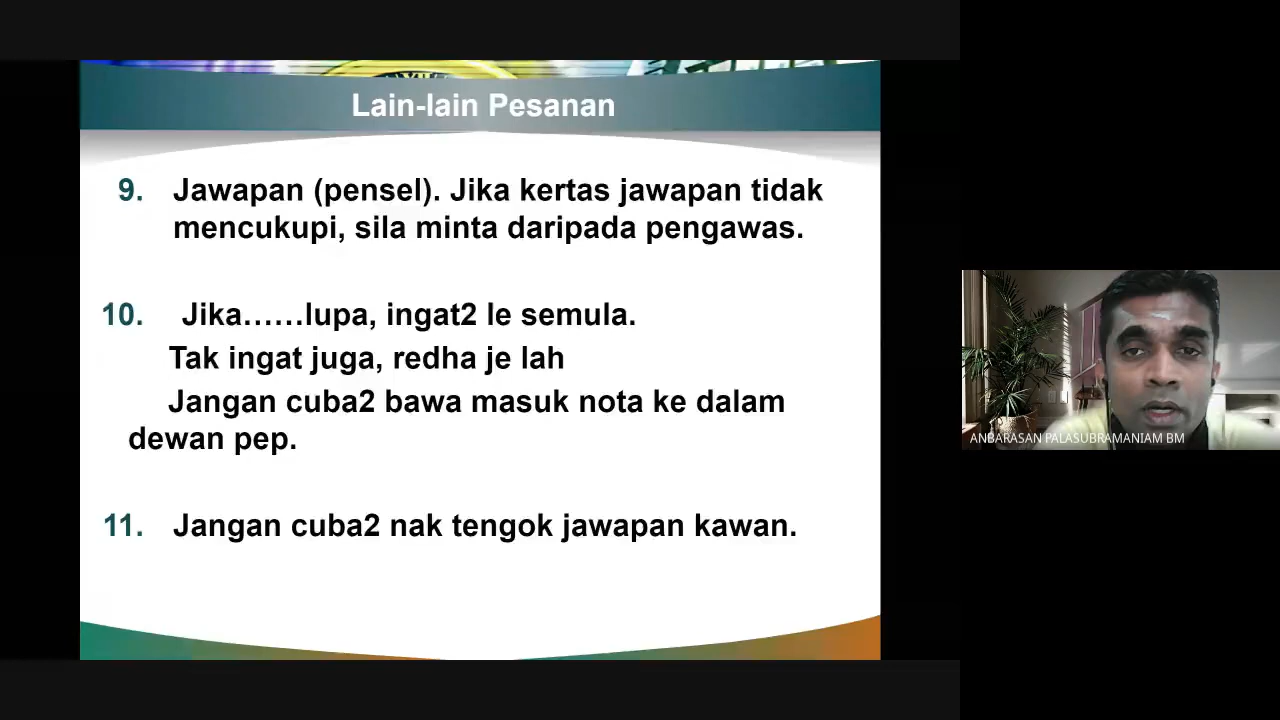 Lain-lain Pesanan
9. Jawapan (pensel). Jika kertas jawapan tidak
mencukupi, sila minta daripada pengawas.
10. Jika......lupa, ingat2 le semula.
Tak ingat juga, redha je lah
Jangan cuba2 bawa masuk nota ke dalam
dewan pep.
11. Jangan cuba2 nak tengok jawapan kawan.
ANBARASAN PALASUBRAMANIAM BM